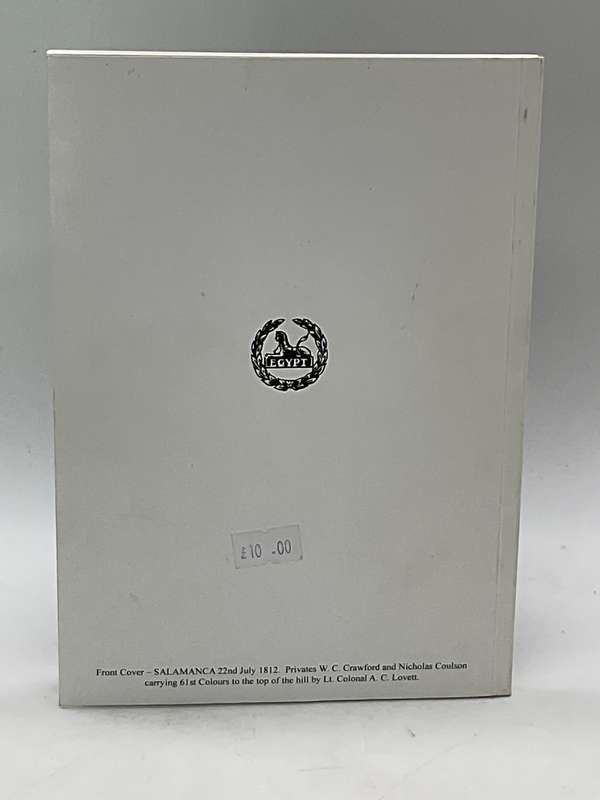 EGYPT
£10.00
Front Cover – SALAMANCA 22nd July 1812. Privates W. C. Crawford and Nicholas Coulson
carrying 61st Colours to the top of the hill by Lt. Colonal A. C. Lovett.